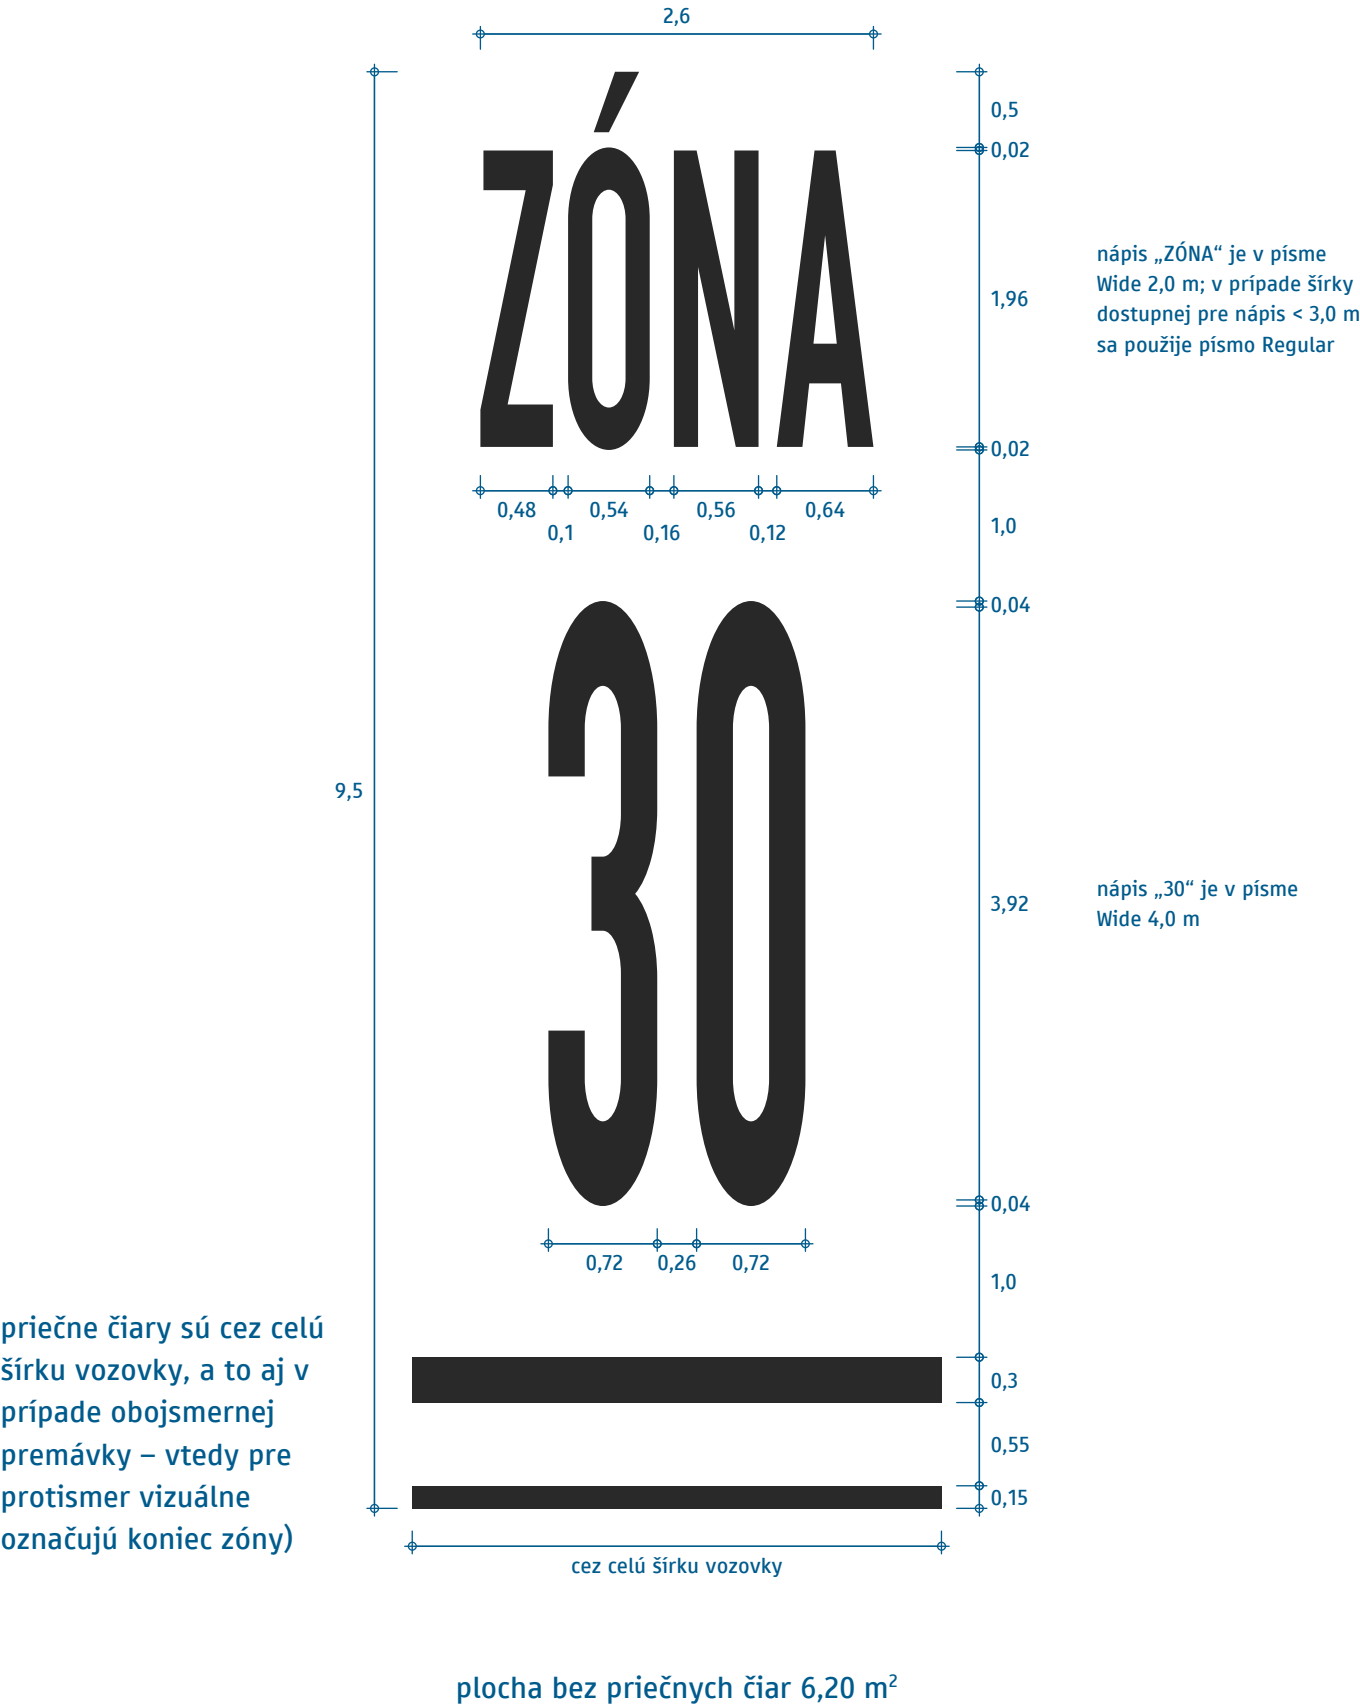 2,6
0,5
ZÓNA
0,02
nápis „ZÓNA“ je v písme
Wide 2,0 m; v prípade šírky
dostupnej pre nápis < 3,0 m
sa použije písmo Regular
1,96
0,02
0,48 0,54 0,56 0,64
0,1 0,16 0,12
1,0
0,04
30
9,5
3,92
nápis „30“ je v písme
Wide 4,0 m
0,04
0,72 0,26 0,72
1,0
priečne čiary sú cez celú
šírku vozovky, a to aj v
prípade obojsmernej
premávky – vtedy pre
protismer vizuálne
označujú koniec zóny)
0,3
0,55
0,15
cez celú šírku vozovky
plocha bez priečnych čiar 6,20 m²